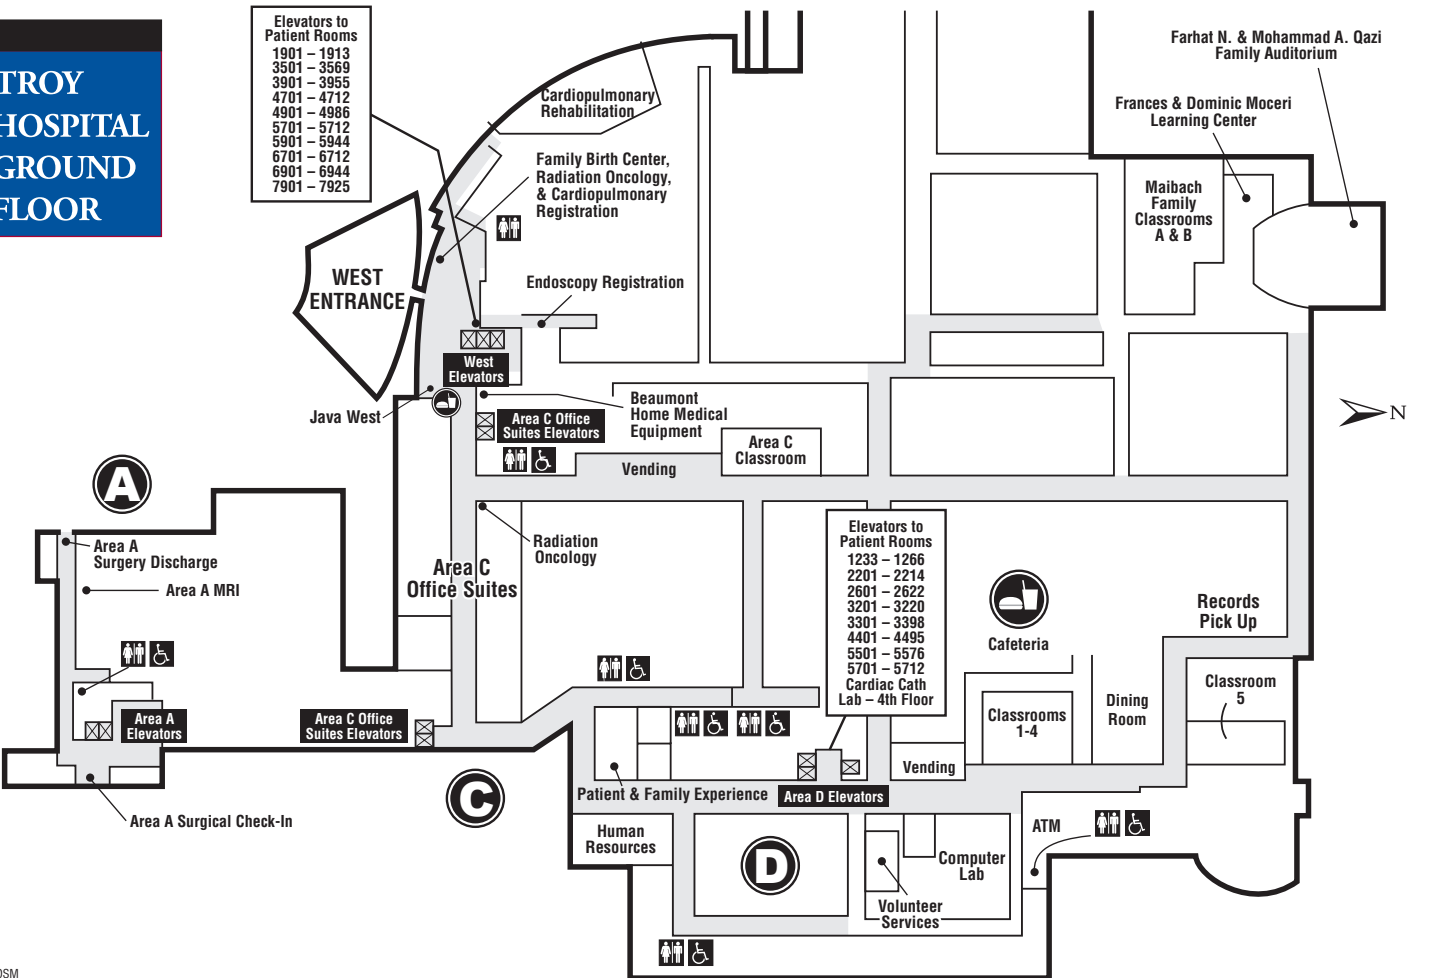 TROY
HOSPITAL
GROUND
FLOOR
Elevators to
Patient Rooms
1901 – 1913
3501 – 3569
3901 – 3955
4701 – 4712
4901 – 4986
5701 – 5712
5901 – 5944
6701 – 6712
6901 – 6944
7901 – 7925
Cardiopulmonary
Rehabilitation
Family Birth Center,
Radiation Oncology,
& Cardiopulmonary
Registration
Farhat N. & Mohammad A. Qazi
Family Auditorium
Frances & Dominic Moceri
Learning Center
Maibach
Family
Classrooms
A & B
WEST
ENTRANCE
Endoscopy Registration
West
Elevators
Java West
Beaumont
Home Medical
Equipment
Area C Office
Suites Elevators
Area C
Classroom
Vending
N
A
Area A
Surgery Discharge
Area A MRI
Radiation
Oncology
Area C
Office Suites
Elevators to
Patient Rooms
1233 – 1266
2201 – 2214
2601 – 2622
3201 – 3220
3301 – 3398
4401 – 4495
5501 – 5576
5701 – 5712
Cardiac Cath
Lab – 4th Floor
Cafeteria
Records
Pick Up
Classroom
5
Classrooms
1-4
Dining
Room
Area A
Elevators
Area C Office
Suites Elevators
Vending
C
Patient & Family Experience
Area D Elevators
Area A Surgical Check-In
Human
Resources
D
ATM
Computer
Lab
Volunteer
Services
0SM